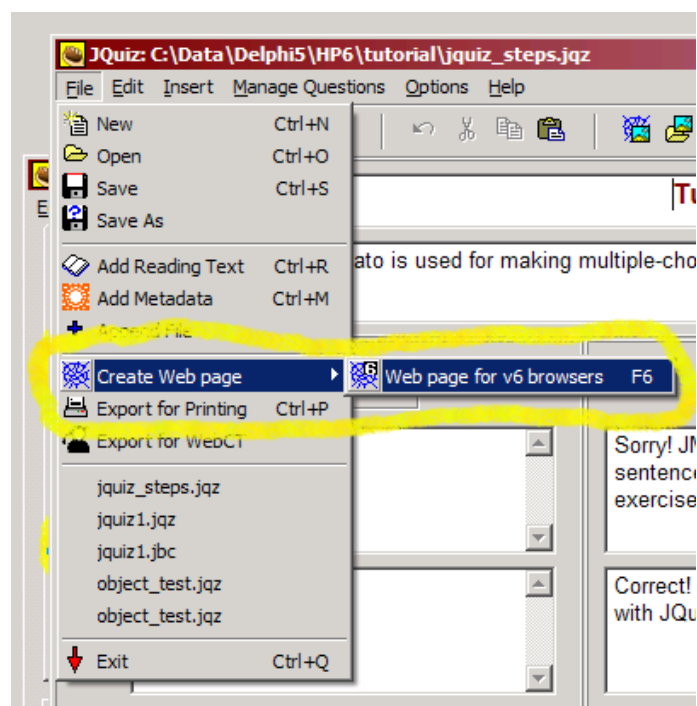 JQuiz: C:\Data\Delphi5\HP6\tutorial\jquiz_steps.jqz
File Edit Insert Manage Questions Options Help
New Ctrl+N
Open Ctrl+O
Save Ctrl+S
Save As
Add Reading Text Ctrl+R
ato is used for making multiple-cho
Add Metadata Ctrl+M
Append File
Create Web page
Web page for v6 browsers F6
Export for Printing Ctrl+P
Export for WebCT
Sorry! JM
sentence
exercise
jquiz_steps.jqz
jquiz1.jqz
jquiz1.jbc
object_test.jqz
object_test.jqz
Correct!
with JQu
Exit Ctrl+Q